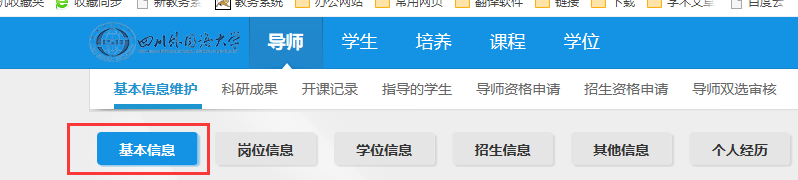 收藏同步 新教务系 教务系统 办公网站 常用网页 翻译软件 链接 下载 学术文章 百度云
四川外国语大学 导师 学生 培养 课程 学位
基本信息维护 科研成果 开课记录 指导的学生 导师资格申请 招生资格申请 导师双选审核
基本信息 岗位信息 学位信息 招生信息 其他信息 个人经历